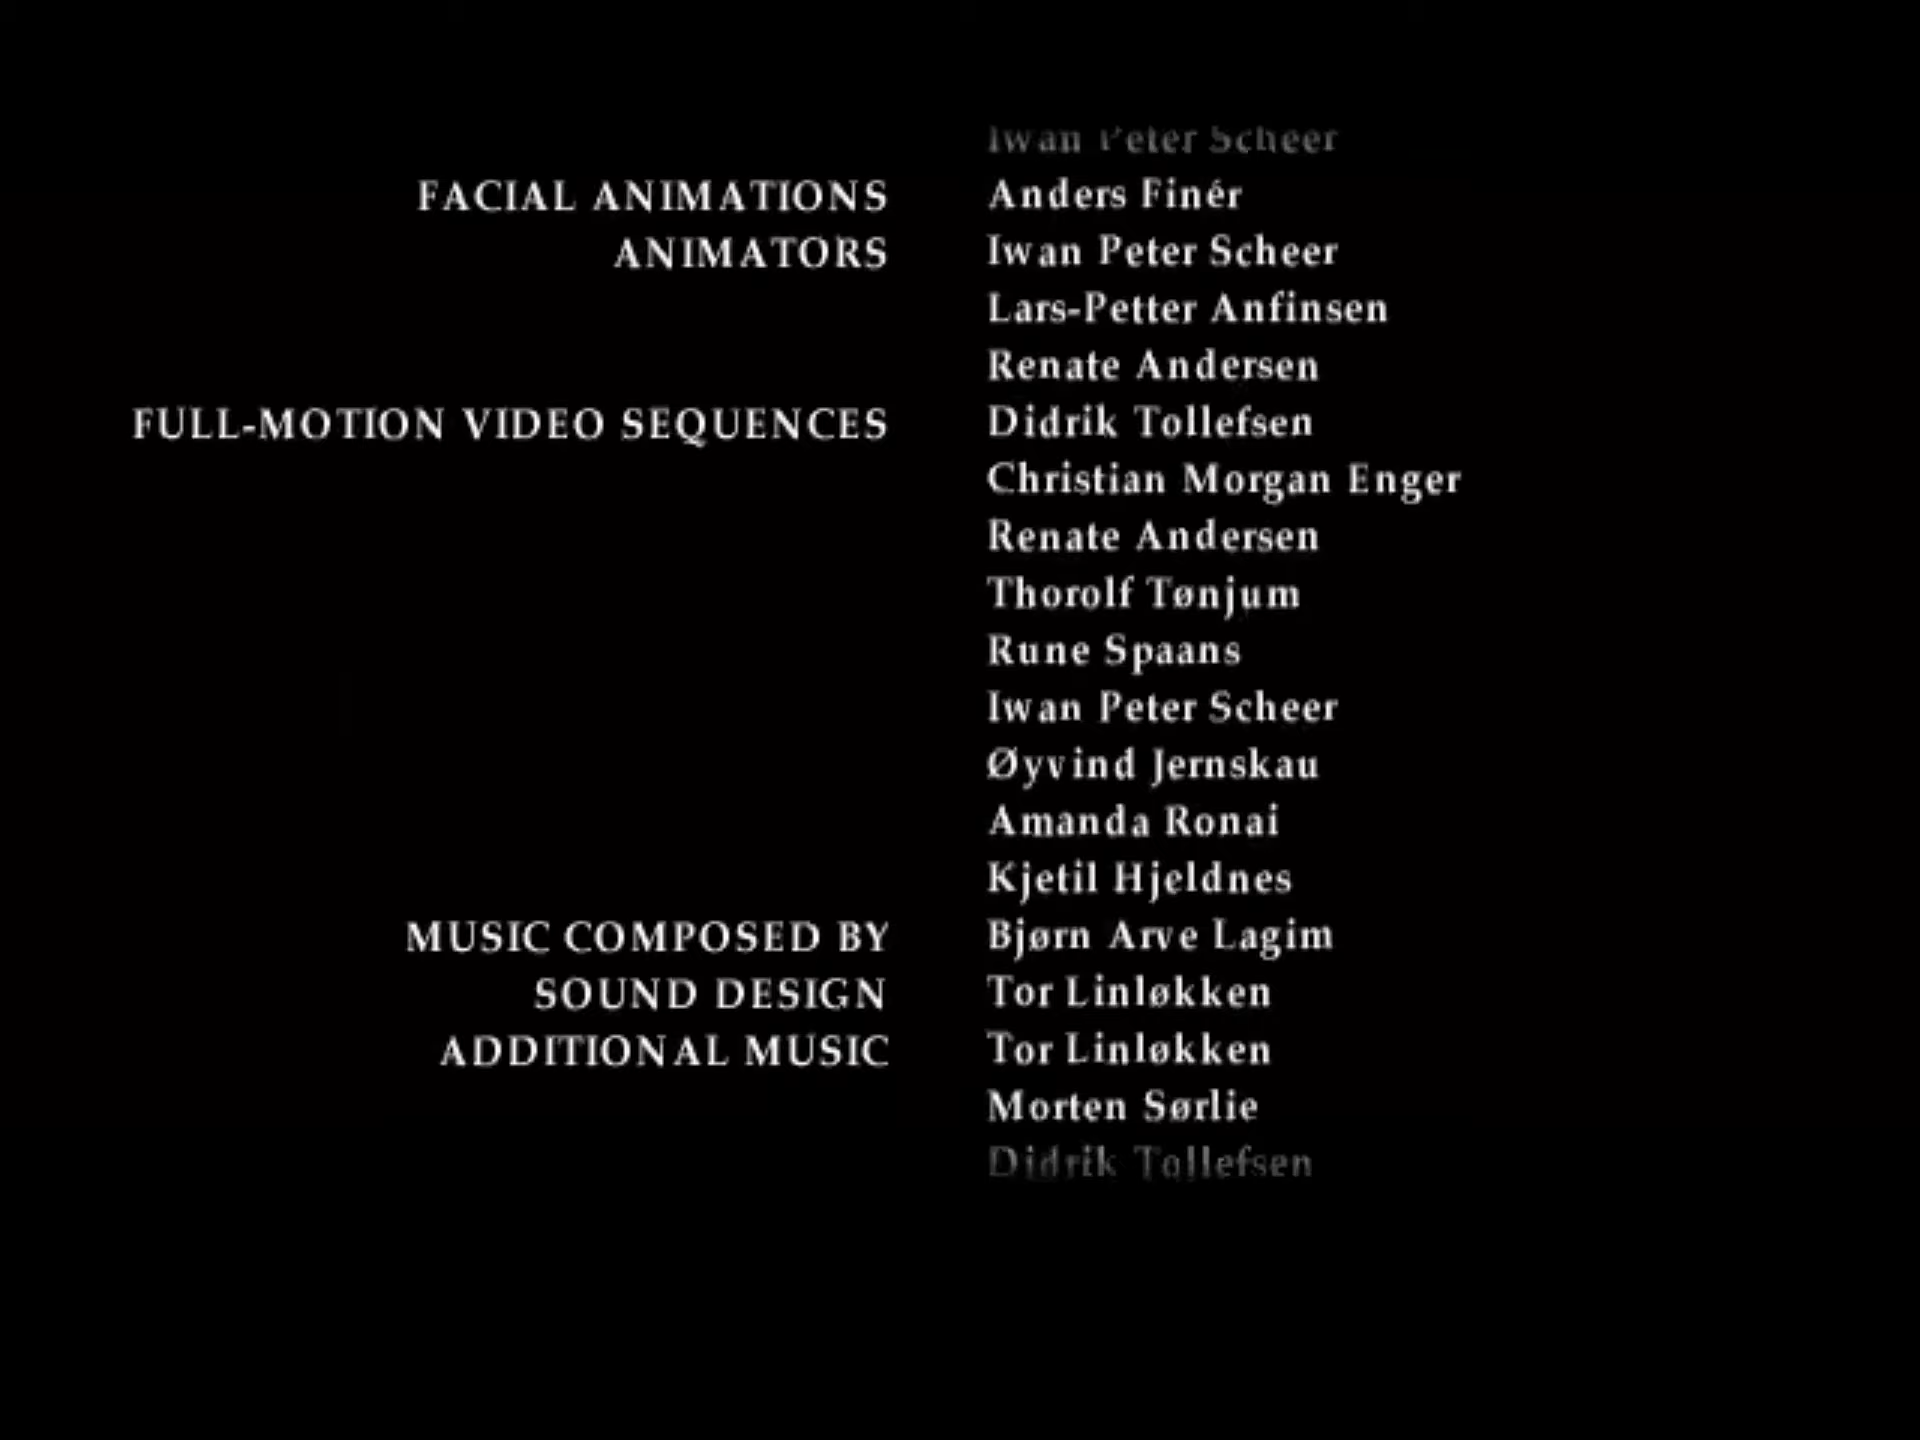 Iwan Peter Scheer
FACIAL ANIMATIONS Anders Finér
ANIMATORS Iwan Peter Scheer
Lars-Petter Anfinsen
Renate Andersen
FULL-MOTION VIDEO SEQUENCES Didrik Tollefsen
Christian Morgan Enger
Renate Andersen
Thorolf Tønjum
Rune Spaans
Iwan Peter Scheer
Øyvind Jernskau
Amanda Ronai
Kjetil Hjeldnes
MUSIC COMPOSED BY Bjørn Arve Lagim
SOUND DESIGN Tor Linløkken
ADDITIONAL MUSIC Tor Linløkken
Morten Sørlie
Didrik Tollefsen